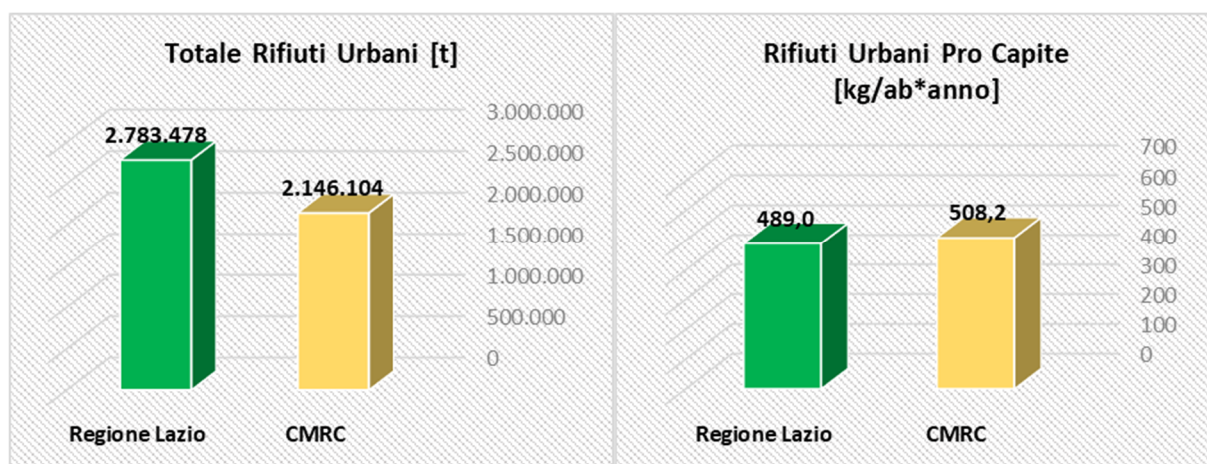 Totale Rifiuti Urbani [t]
3.000.000
2.783.478
2.500.000
2.146.104
2.000.000
1.500.000
1.000.000
500.000
0
Regione Lazio
CMRC
Rifiuti Urbani Pro Capite
[kg/ab*anno]
700
600
489,0
508,2
500
400
300
200
100
0
Regione Lazio
CMRC